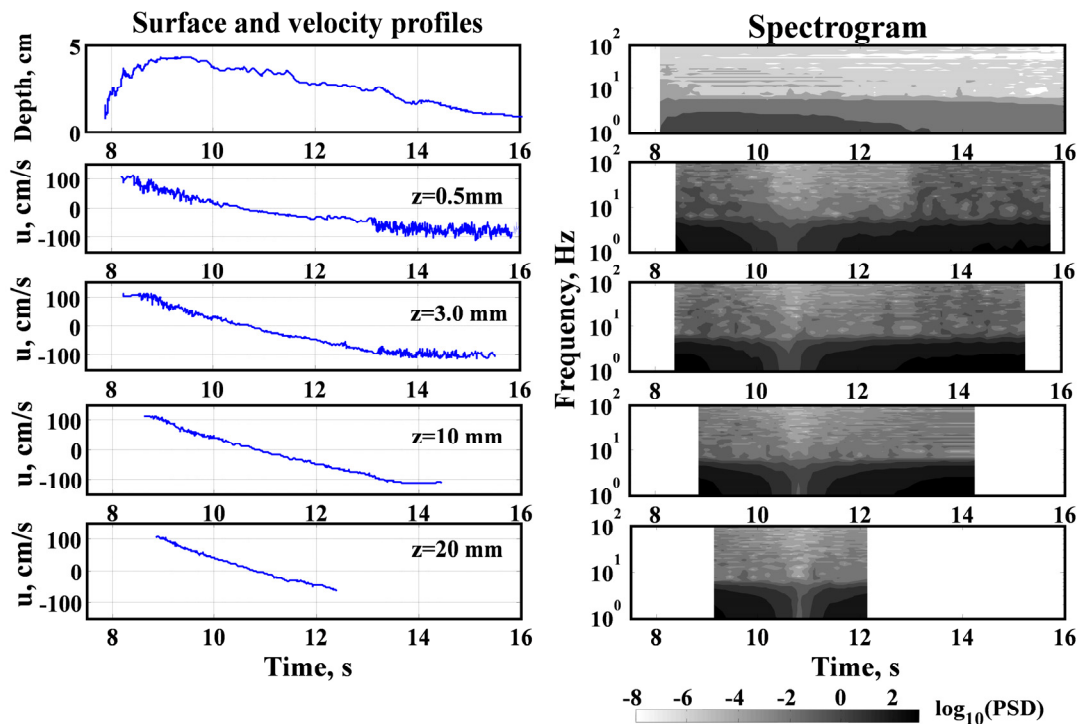 Surface and velocity profiles
Depth, cm
5
0
8 10 12 14 16
u, cm/s
100
0
-100
z=0.5mm
8 10 12 14 16
u, cm/s
100
0
-100
z=3.0 mm
8 10 12 14 16
u, cm/s
100
0
-100
z=10 mm
8 10 12 14 16
u, cm/s
100
0
-100
z=20 mm
8 10 12 14 16
Time, s
Spectrogram
Frequency, Hz
10^2
10^1
10^0
8 10 12 14 16
10^2
10^1
10^0
8 10 12 14 16
10^2
10^1
10^0
8 10 12 14 16
10^2
10^1
10^0
8 10 12 14 16
10^2
10^1
10^0
8 10 12 14 16
Time, s
-8 -6 -4 -2 0 2 log_10(PSD)